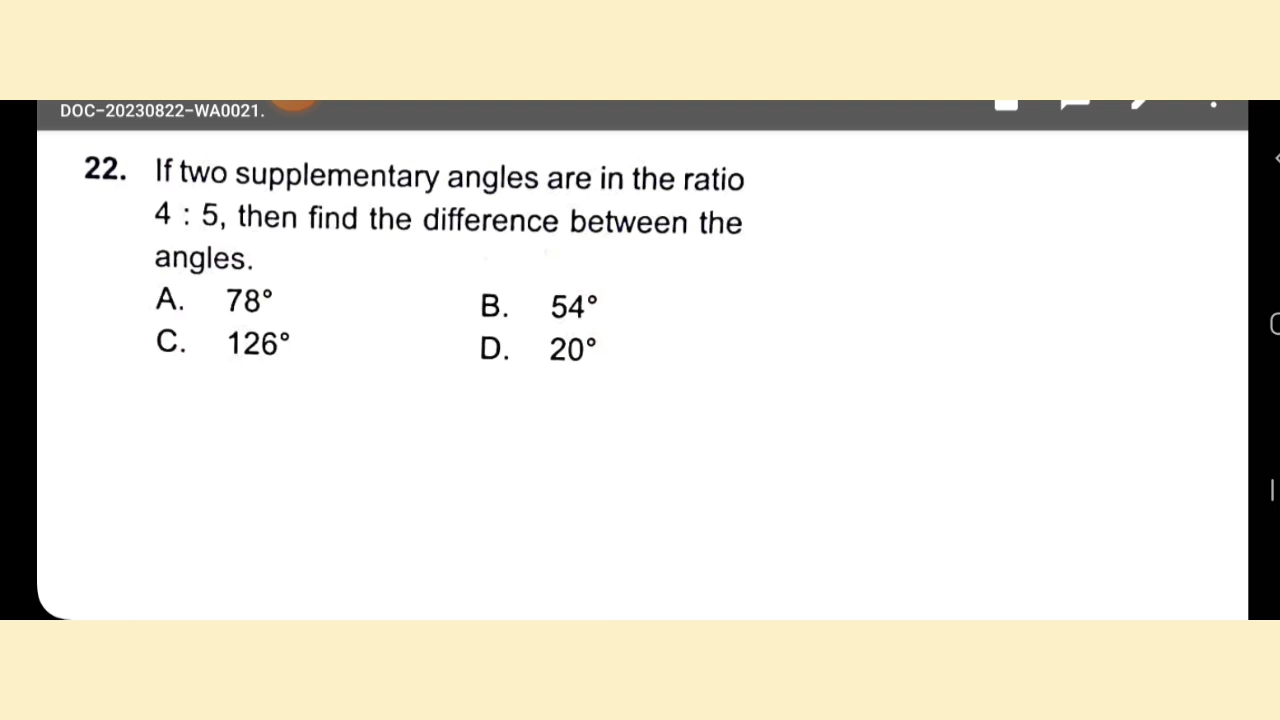 DOC-20230822-WA0021.
22. If two supplementary angles are in the ratio
4 : 5, then find the difference between the
angles.
A. 78° B. 54°
C. 126° D. 20°